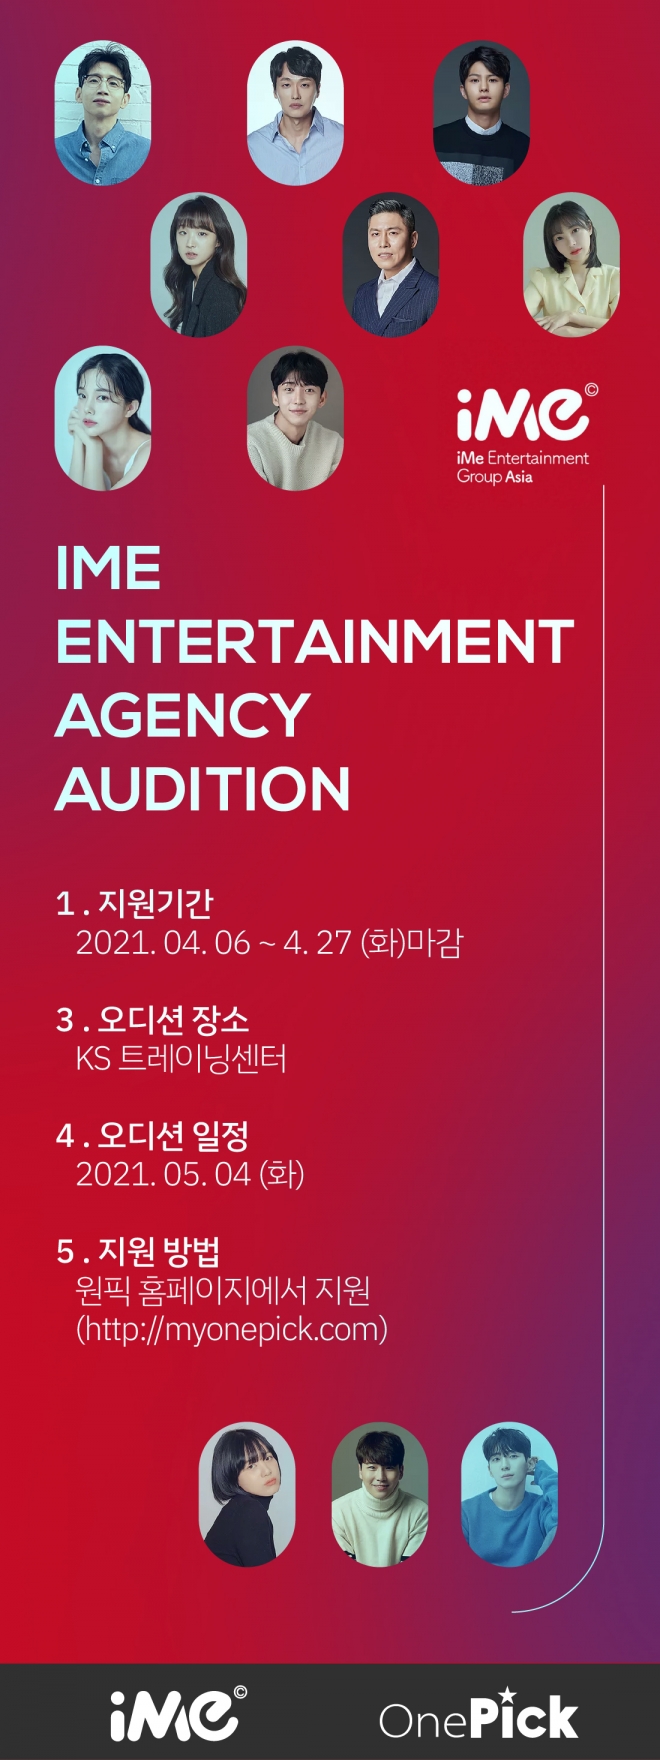 iMe©
iMe Entertainment
Group Asia
IME
ENTERTAINMENT
AGENCY
AUDITION
1 . 지원기간
2021. 04. 06 ~ 4. 27 (화)마감
3 . 오디션 장소
KS 트레이닝센터
4 . 오디션 일정
2021. 05. 04 (화)
5 . 지원 방법
원픽 홈페이지에서 지원
(http://myonepick.com)
iMe© OnePick